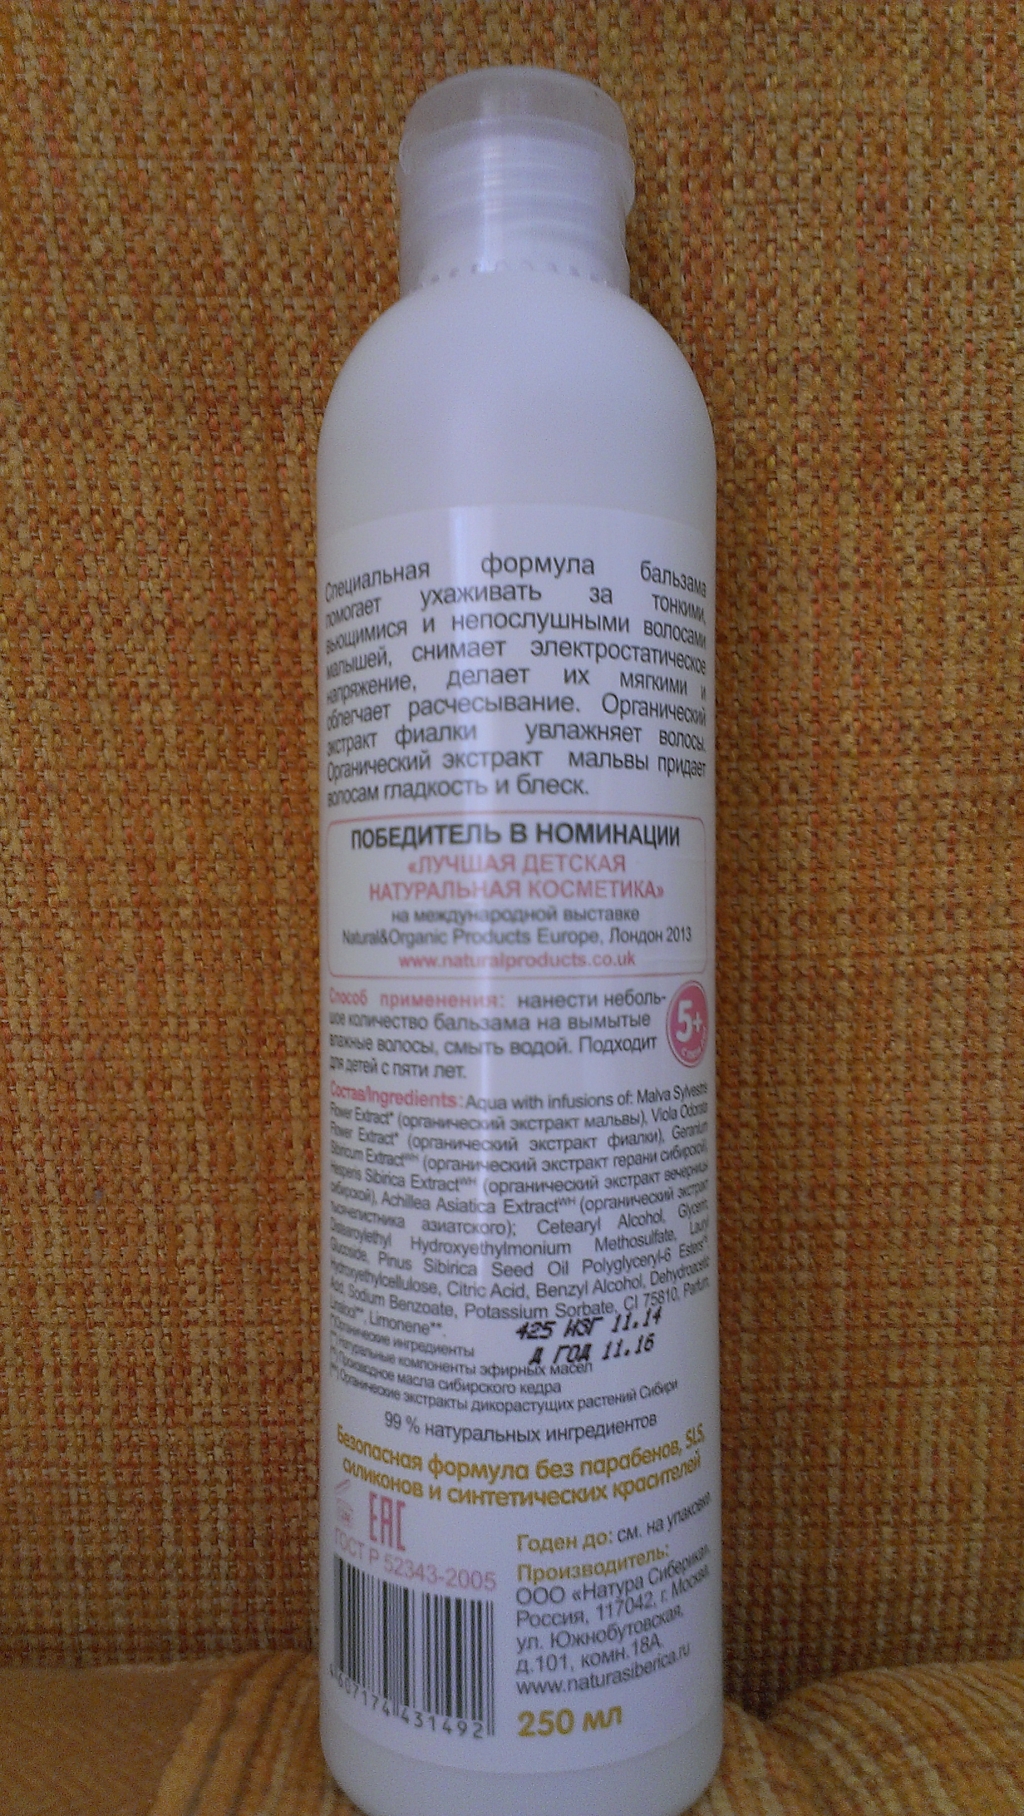 Специальная формула бальзама
помогает ухаживать за тонкими,
вьющимися и непослушными волосами
малышей, снимает электростатическое
напряжение, делает их мягкими и
облегчает расчесывание. Органический
экстракт фиалки увлажняет волосы.
Органический экстракт мальвы придает
волосам гладкость и блеск.
ПОБЕДИТЕЛЬ В НОМИНАЦИИ
«ЛУЧШАЯ ДЕТСКАЯ
НАТУРАЛЬНАЯ КОСМЕТИКА»
на международной выставке
Natural&Organic Products Europe, Лондон 2013
www.naturalproducts.co.uk
Способ применения: нанести неболь-
шое количество бальзама на вымытые
влажные волосы, смыть водой. Подходит
для детей с пяти лет.
5+
Состав/Ingredients: Aqua with infusions of: Malva Sylvestris
Flower Extract* (органический экстракт мальвы), Viola Odorata
Flower Extract* (органический экстракт фиалки), Geranium
Sibiricum Extract WH (органический экстракт герани сибирской),
Hesperis Sibirica Extract WH (органический экстракт вечерницы
сибирской), Achillea Asiatica Extract WH (органический экстракт
тысячелистника азиатского); Cetearyl Alcohol, Glycerin,
Distearoylethyl Hydroxyethylmonium Methosulfate, Lauryl
Glucoside, Pinus Sibirica Seed Oil Polyglyceryl-6 Esters
Hydroxyethylcellulose, Citric Acid, Benzyl Alcohol, Dehydroacetic
Acid, Sodium Benzoate, Potassium Sorbate, CI 75810, Parfum,
Linalool**, Limonene**.
425 ИЗГ 11.14
Д ГОД 11.16
*Органические ингредиенты
** Натуральные компоненты эфирных масел
Производное масла сибирского кедра
Органические экстракты дикорастущих растений Сибири
99 % натуральных ингредиентов
Безопасная формула без парабенов, SLS,
силиконов и синтетических красителей
EAC
ГОСТ Р 52343-2005
4607174431492
Годен до: см. на упаковке
Производитель:
ООО «Натура Сиберика»
Россия, 117042, г. Москва,
ул. Южнобутовская,
д.101, комн.18А.
www.naturasiberica.ru
250 мл